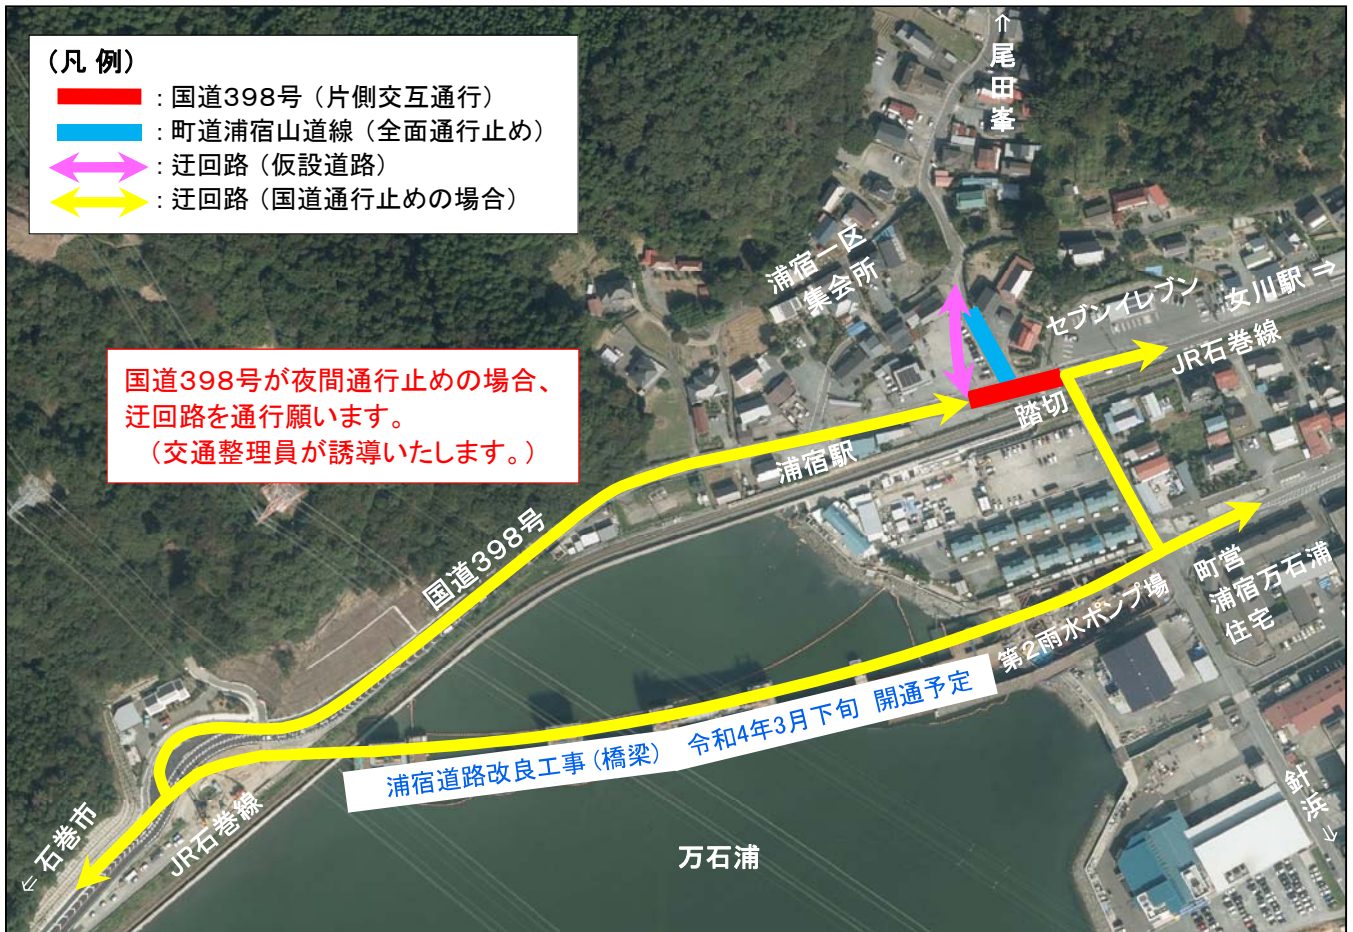 (凡 例)
：国道398号（片側交互通行）
：町道浦宿山道線（全面通行止め）
：迂回路（仮設道路）
：迂回路（国道通行止めの場合）
⇐尾田峯
浦宿一区
集会所
セブンイレブン
女川駅⇒
JR石巻線
国道398号が夜間通行止めの場合、
迂回路を通行願います。
（交通整理員が誘導いたします。）
踏切
浦宿駅
国道398号
町営
浦宿万石浦
住宅
第2雨水ポンプ場
浦宿道路改良工事（橋梁）　令和4年3月下旬　開通予定
⇐石巻市
JR石巻線
針浜⇒
万石浦